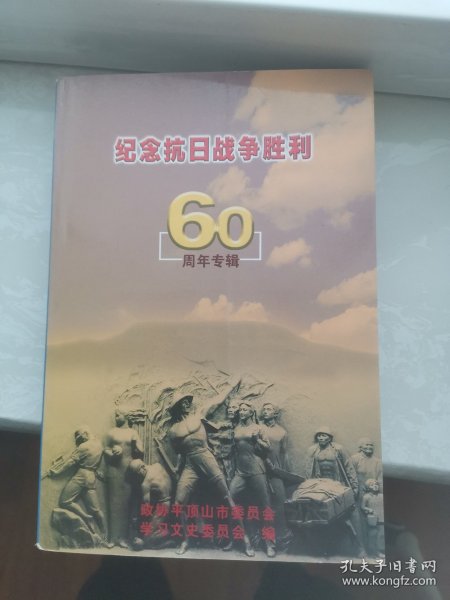 纪念抗日战争胜利
60
周年专辑
政协平顶山市委员会
学习文史委员会 编
孔夫子旧书网
www.kongfz.com